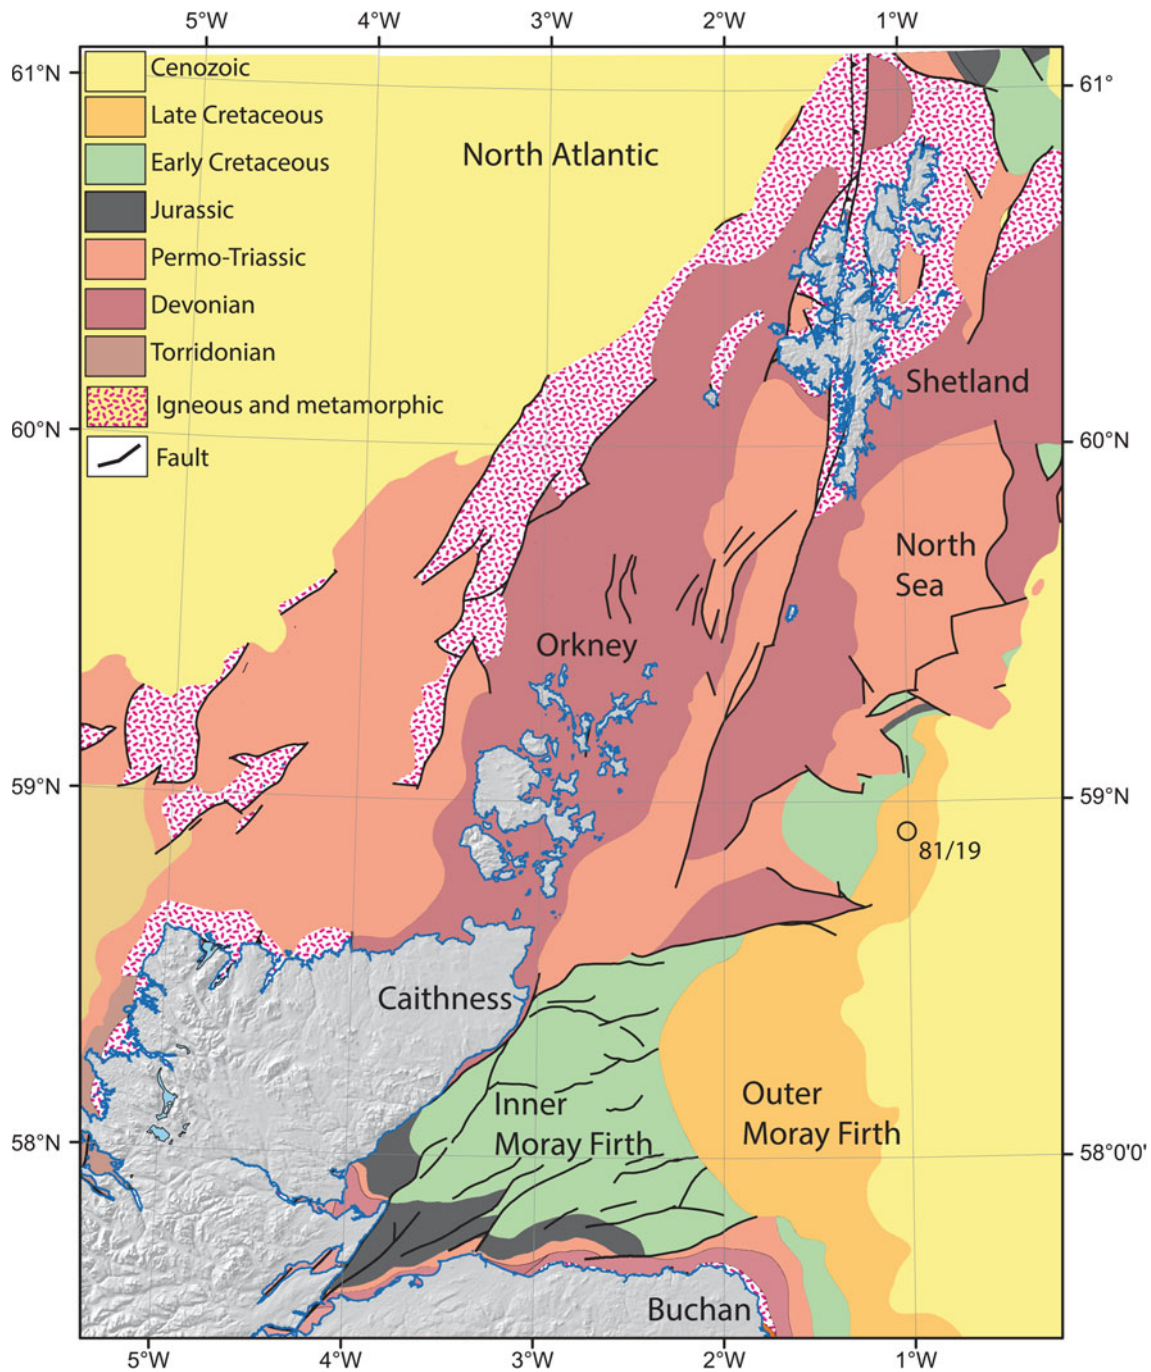 5°W 4°W 3°W 2°W 1°W
61°N
61°
Cenozoic
Late Cretaceous
Early Cretaceous
Jurassic
Permo-Triassic
Devonian
Torridonian
Igneous and metamorphic
Fault
North Atlantic
Shetland
60°N
60°N
North
Sea
Orkney
59°N
59°N
81/19
Caithness
Inner
Moray Firth
Outer
Moray Firth
58°N
58°0'0'
Buchan
5°W 4°W 3°W 2°W 1°W